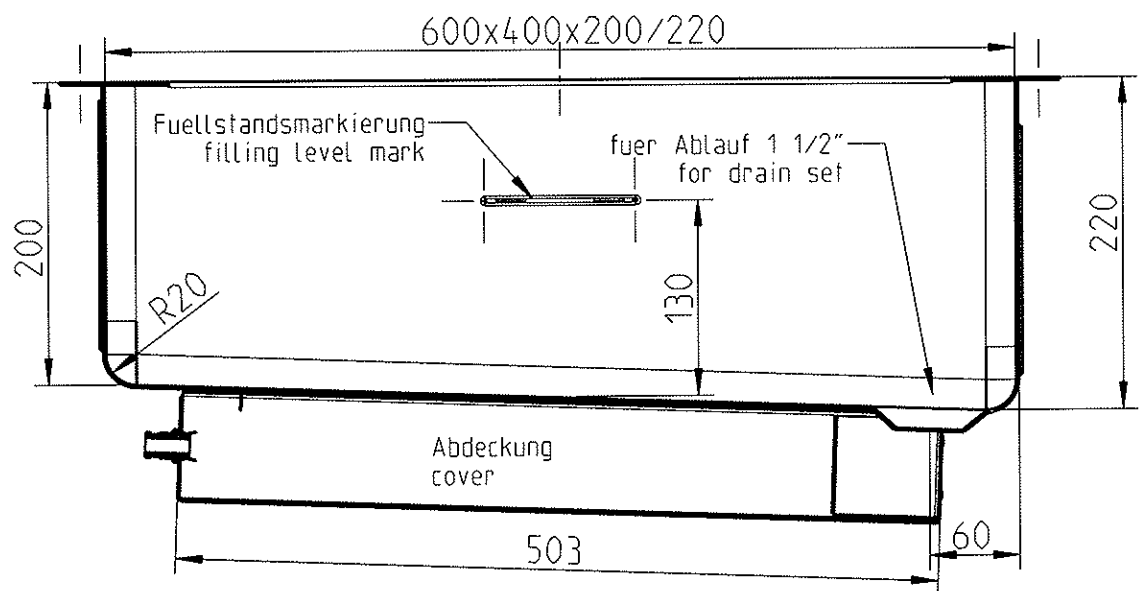 600x400x200/220
Fuellstandsmarkierung
filling level mark
fuer Ablauf 1 1/2"
for drain set
200
220
R20
130
Abdeckung
cover
503
60